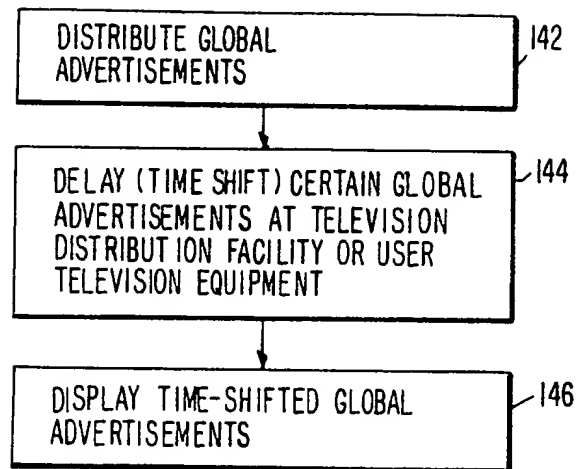 DISTRIBUTE GLOBAL
ADVERTISEMENTS
142
DELAY (TIME SHIFT) CERTAIN GLOBAL
ADVERTISEMENTS AT TELEVISION
DISTRIBUTION FACILITY OR USER
TELEVISION EQUIPMENT
144
DISPLAY TIME-SHIFTED GLOBAL
ADVERTISEMENTS
146